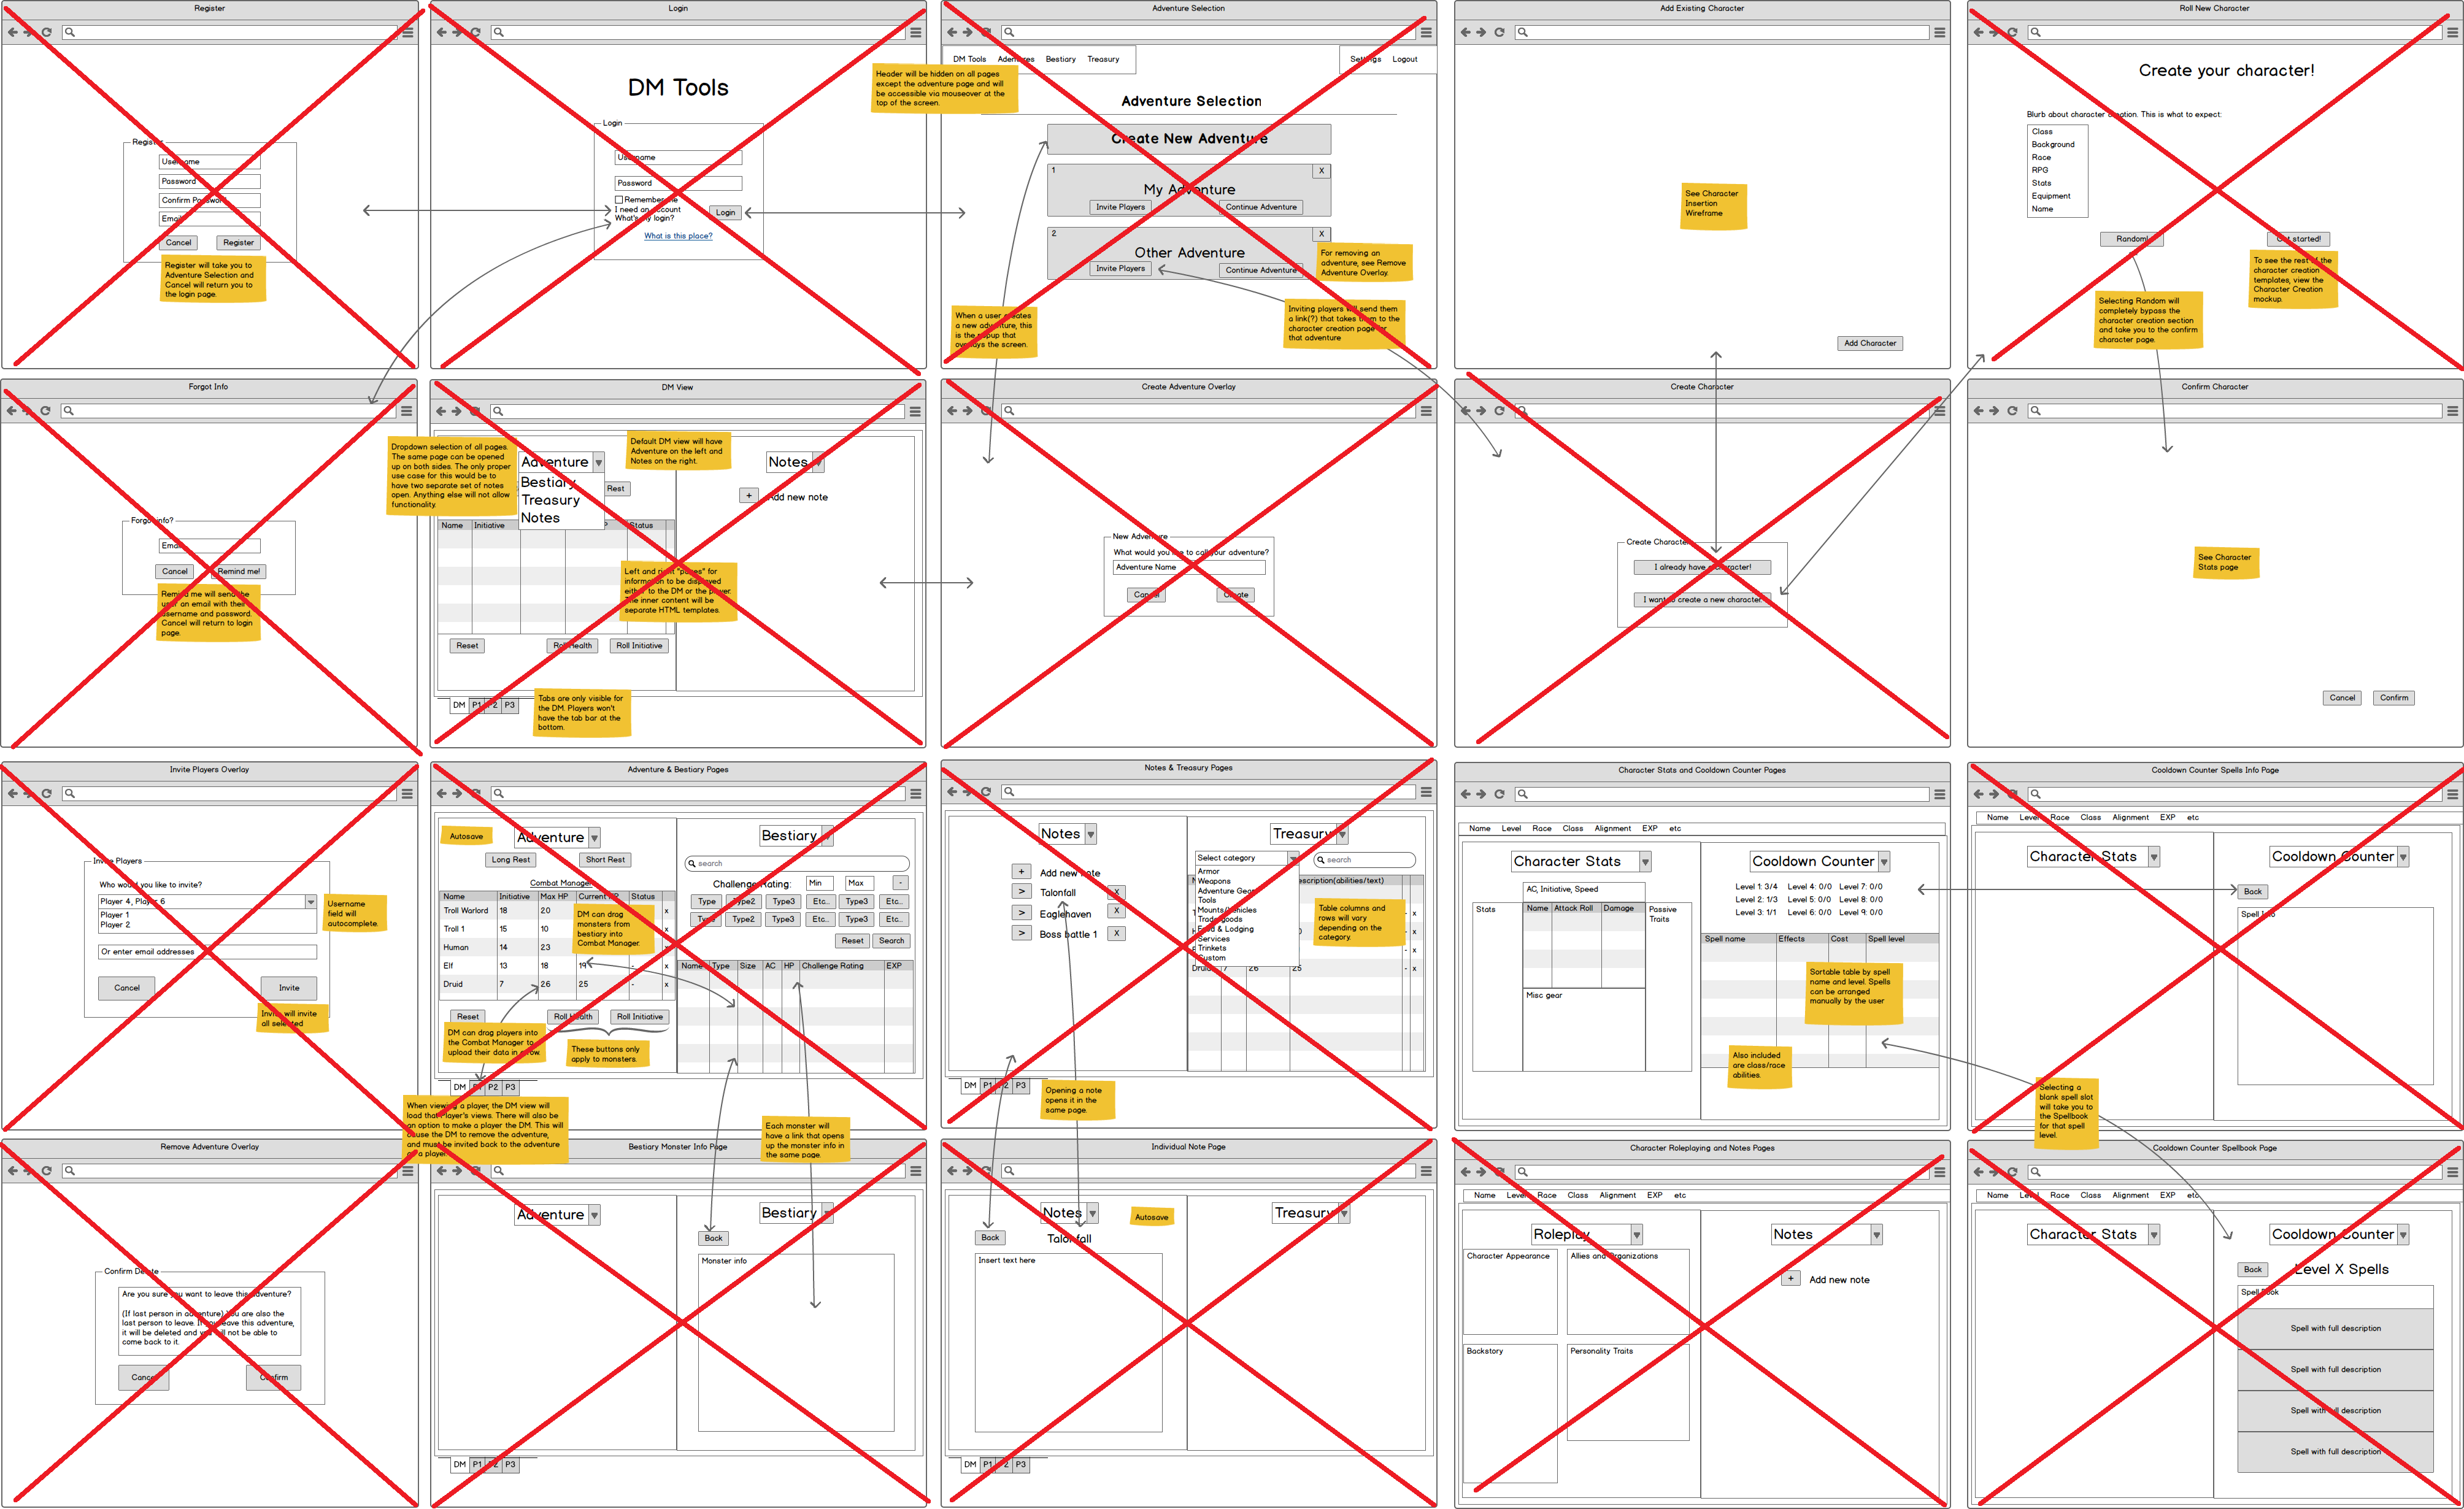 Register
Register
Username
Password
Confirm Password
Email
Cancel
Register
Register will take you to
Adventure Selection and
Cancel will return you to
the login page.
Login
DM Tools
Login
Username
Password
Remember me
I need an account
What's my login?
Login
What is this place?
Adventure Selection
DM Tools
Bestiary
Treasury
Settings
Logout
Header will be hidden on all pages
except the adventure page and will
be accessible via mouseover at the
top of the screen.
Adventure Selection
Create New Adventure
1
X
My Adventure
Invite Players
Continue Adventure
2
X
Other Adventure
Invite Players
Continue Adventure
For removing an
adventure, see Remove
Adventure Overlay.
When a user creates
a new adventure, this
is the popup that
overlays the screen.
Inviting players will send them
a link(?) that takes them to the
character creation page for
that adventure
Add Existing Character
See Character
Insertion
Wireframe
Add Character
Roll New Character
Create your character!
Blurb about character creation. This is what to expect:
Class
Background
Race
RPG
Stats
Equipment
Name
Random!
Get started!
To see the rest of the
character creation
templates, view the
Character Creation
mockup.
Selecting Random will
completely bypass the
character creation section
and take you to the confirm
character page.
Forgot Info
Forgot info?
Email
Cancel
Remind me!
Remind me will send the
user an email with their
username and password.
Cancel will return to login
page.
DM View
Dropdown selection of all pages.
The same page can be opened
up on both sides. The only proper
use case for this would be to
have two separate set of notes
open. Anything else will not allow
functionality.
Adventure
Bestiary
Treasury
Notes
Rest
Default DM view will have
Adventure on the left and
Notes on the right.
Notes
+
Add new note
Name
Initiative
Status
Left and right "pages" for
information to be displayed
either to the DM or the player.
The inner content will be
separate HTML templates.
Reset
Roll Health
Roll Initiative
Tabs are only visible for
the DM. Players won't
have the tab bar at the
bottom.
DM
P1
P2
P3
Create Adventure Overlay
New Adventure
What would you like to call your adventure?
Adventure Name
Cancel
Create
Create Character
Create Character
I already have a character!
I want to create a new character
Confirm Character
See Character
Stats page
Cancel
Confirm
Invite Players Overlay
Invite Players
Who would you like to invite?
Player 4, Player 6
Player 1
Player 2
Username
field will
autocomplete.
Or enter email addresses
Cancel
Invite
Invite will invite
all selected
Adventure & Bestiary Pages
Autosave
Adventure
Long Rest
Short Rest
Combat Manager
Name Initiative Max HP Current HP Status
Troll Warlord 18 20 x
Troll 1 15 10 x
Human 14 23 x
Elf 13 18 19 - x
Druid 7 26 25 - x
DM can drag
monsters from
bestiary into
Combat Manager.
Reset
Roll Health
Roll Initiative
DM can drag players into
the Combat Manager to
upload their data in a row.
These buttons only
apply to monsters.
DM
P1
P2
P3
Bestiary
search
Challenge Rating:
Min
Max
-
Type Type2 Type3 Etc.. Type3 Etc..
Type Type2 Type3 Etc.. Type3 Etc..
Reset
Search
Name Type Size AC HP Challenge Rating EXP
When viewing a player, the DM view will
load that Player's views. There will also be
an option to make a player the DM. This will
cause the DM to remove the adventure,
and must be invited back to the adventure
as a player.
Each monster will
have a link that opens
up the monster info in
the same page.
Notes & Treasury Pages
Notes
+
Add new note
> Talonfall X
> Eaglehaven X
> Boss battle 1 X
Treasury
Select category
search
Armor
Weapons
Adventure Gear
Tools
Mounts/Vehicles
Trade goods
Food & Lodging
Services
Trinkets
Custom
Description(abilities/text)
Table columns and
rows will vary
depending on the
category.
- x
- x
- x
Druid 7 26 25 - x
DM
P1
P2
P3
Opening a note
opens it in the
same page.
Character Stats and Cooldown Counter Pages
Name Level Race Class Alignment EXP etc
Character Stats
AC, Initiative, Speed
Stats
Name Attack Roll Damage
Passive
Traits
Misc gear
Cooldown Counter
Level 1: 3/4 Level 4: 0/0 Level 7: 0/0
Level 2: 1/3 Level 5: 0/0 Level 8: 0/0
Level 3: 1/1 Level 6: 0/0 Level 9: 0/0
Spell name Effects Cost Spell level
Sortable table by spell
name and level. Spells
can be arranged
manually by the user
Also included
are class/race
abilities.
Cooldown Counter Spells Info Page
Name Level Race Class Alignment EXP etc
Character Stats
Cooldown Counter
Back
Spell Info
Selecting a
blank spell slot
will take you to
the Spellbook
for that spell
level.
Remove Adventure Overlay
Confirm Delete
Are you sure you want to leave this adventure?
(If last person in adventure) You are also the
last person to leave. If you leave this adventure,
it will be deleted and you will not be able to
come back to it.
Cancel
Confirm
Bestiary Monster Info Page
Adventure
Bestiary
Back
Monster info
DM
P1
P2
P3
Individual Note Page
Notes
Autosave
Back
Talonfall
Insert text here
Treasury
DM
P1
P2
P3
Character Roleplaying and Notes Pages
Name Level Race Class Alignment EXP etc
Roleplay
Character Appearance
Allies and Organizations
Backstory
Personality Traits
Notes
+
Add new note
Cooldown Counter Spellbook Page
Name Level Race Class Alignment EXP etc
Character Stats
Cooldown Counter
Back
Level X Spells
Spell Book
Spell with full description
Spell with full description
Spell with full description
Spell with full description